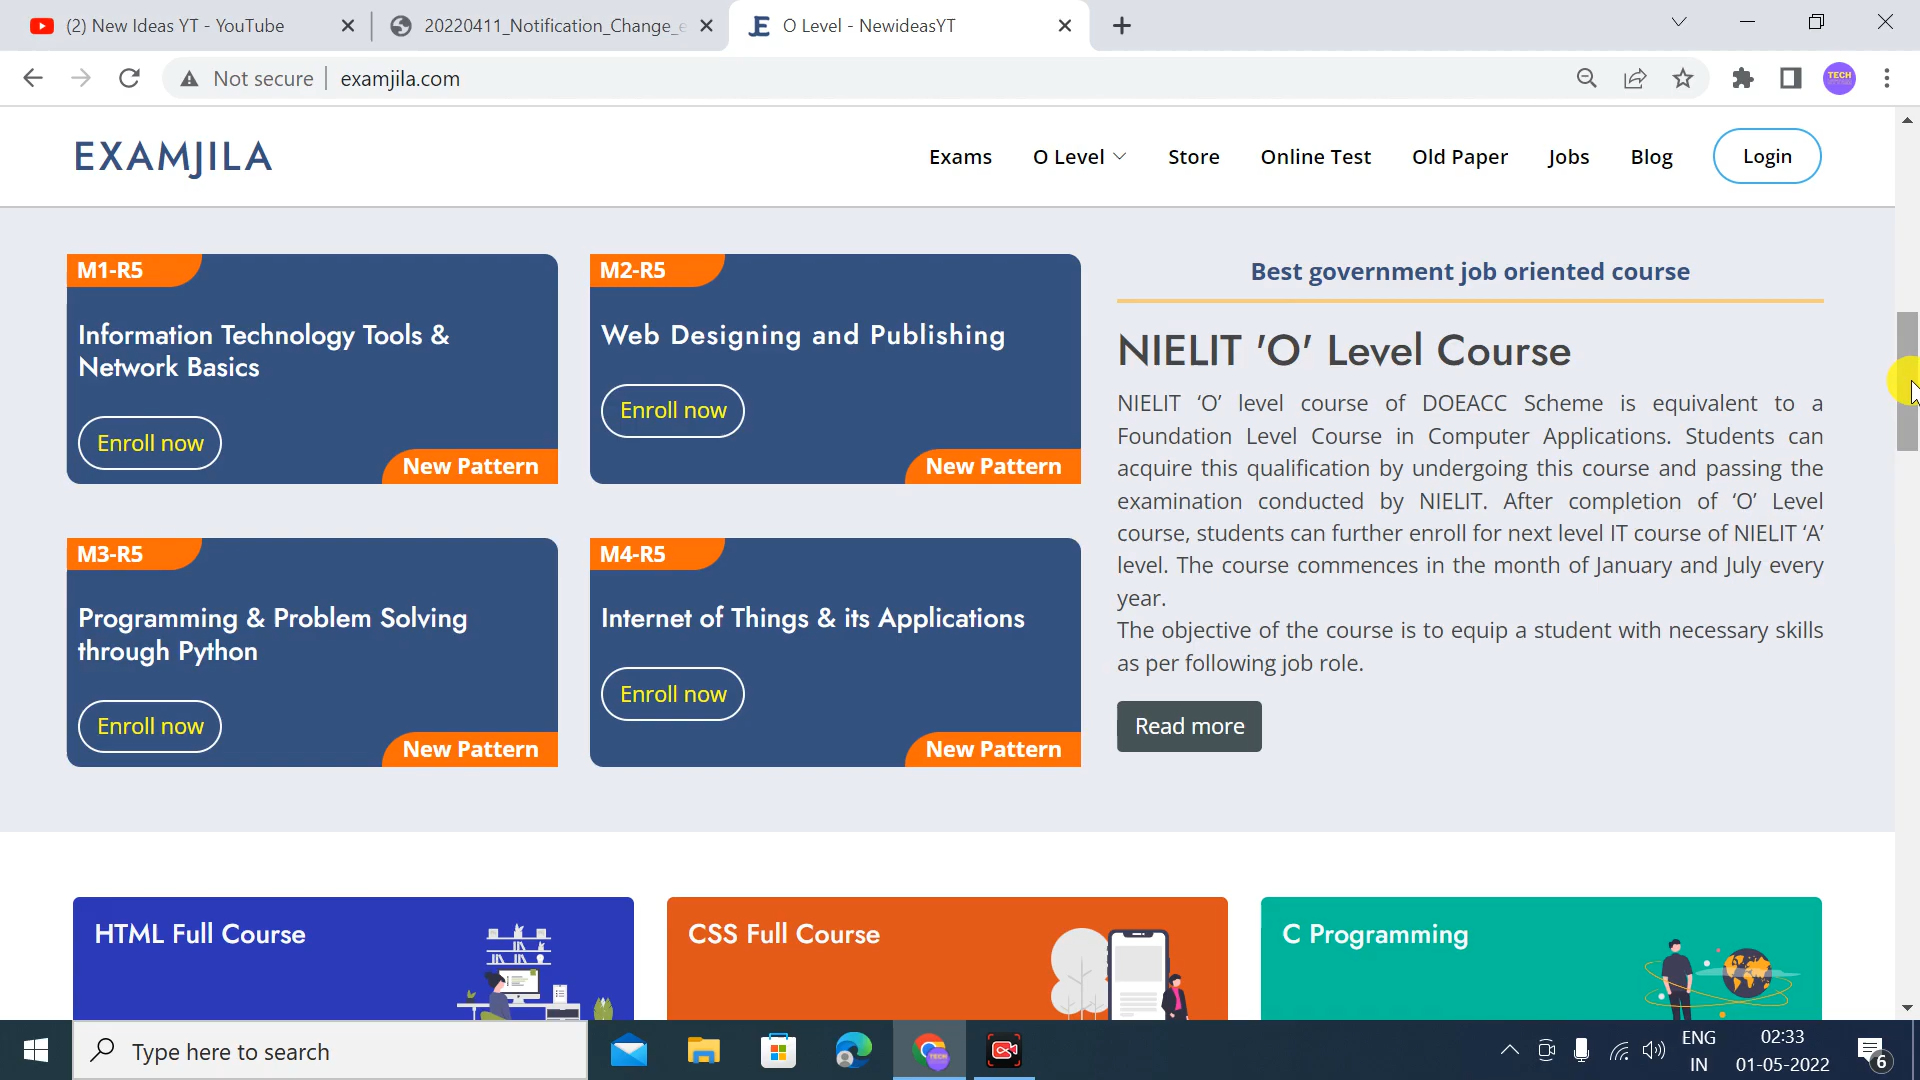 (2) New Ideas YT - YouTube
20220411_Notification_Change_e
O Level - NewideasYT
Not secure
examjila.com
TECH
EXAMJILA
Exams
O Level
Store
Online Test
Old Paper
Jobs
Blog
Login
M1-R5
Information Technology Tools &
Network Basics
Enroll now
New Pattern
M2-R5
Web Designing and Publishing
Enroll now
New Pattern
M3-R5
Programming & Problem Solving
through Python
Enroll now
New Pattern
M4-R5
Internet of Things & its Applications
Enroll now
New Pattern
Best government job oriented course
NIELIT 'O' Level Course
NIELIT ‘O’ level course of DOEACC Scheme is equivalent to a
Foundation Level Course in Computer Applications. Students can
acquire this qualification by undergoing this course and passing the
examination conducted by NIELIT. After completion of ‘O’ Level
course, students can further enroll for next level IT course of NIELIT ‘A’
level. The course commences in the month of January and July every
year.
The objective of the course is to equip a student with necessary skills
as per following job role.
Read more
HTML Full Course
CSS Full Course
C Programming
Type here to search
TECH
ENG
IN
02:33
01-05-2022
6